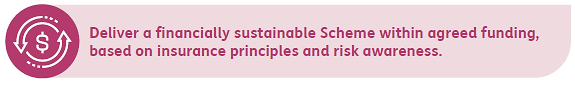 $
Deliver a financially sustainable Scheme within agreed funding,
based on insurance principles and risk awareness.